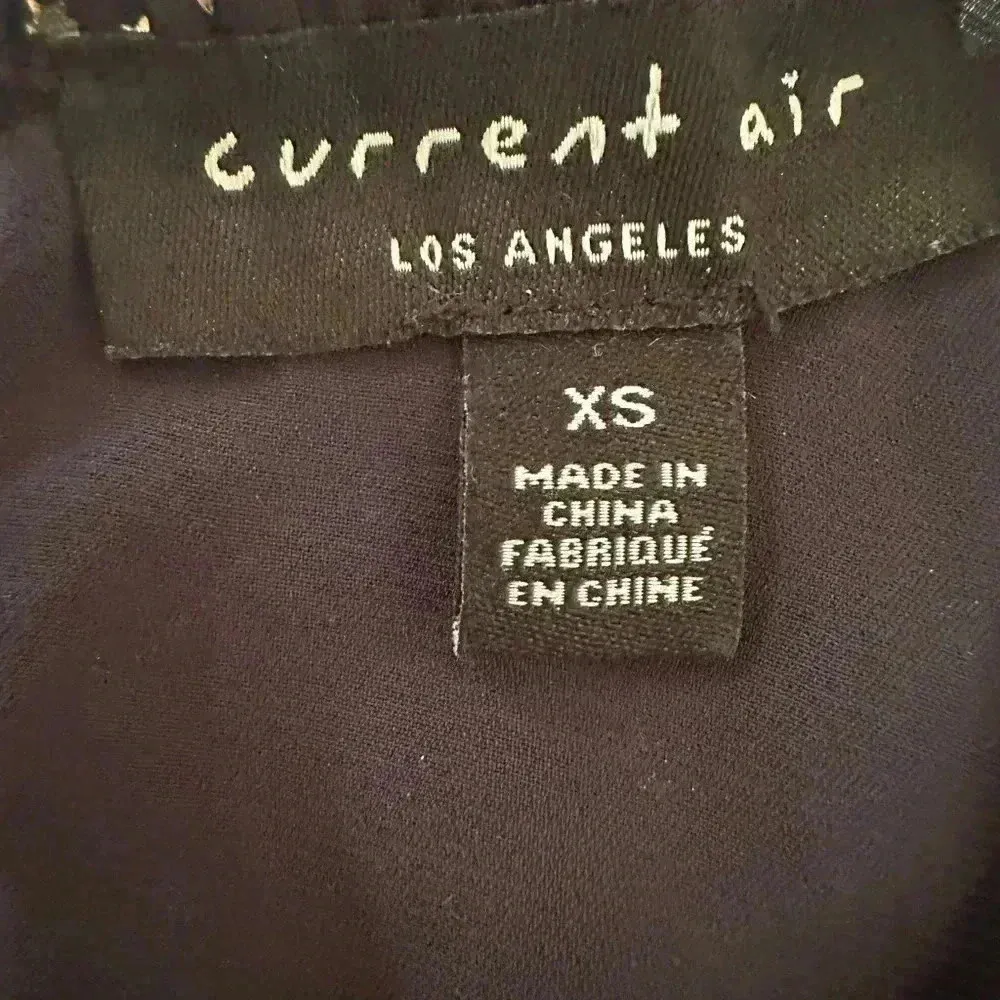 current air
LOS ANGELES
XS
MADE IN
CHINA
FABRIQUÉ
EN CHINE